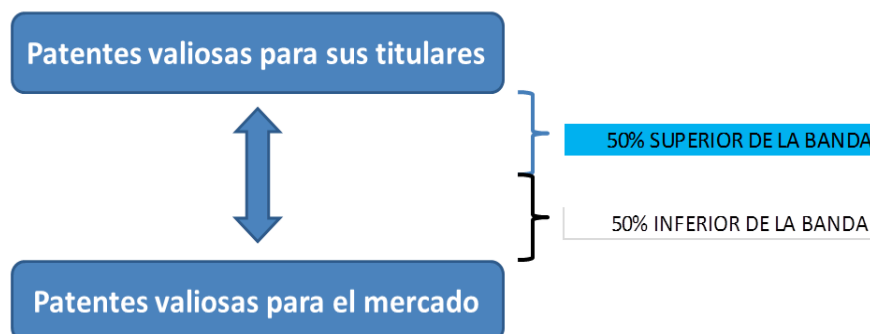 Patentes valiosas para sus titulares
50% SUPERIOR DE LA BANDA
50% INFERIOR DE LA BANDA
Patentes valiosas para el mercado